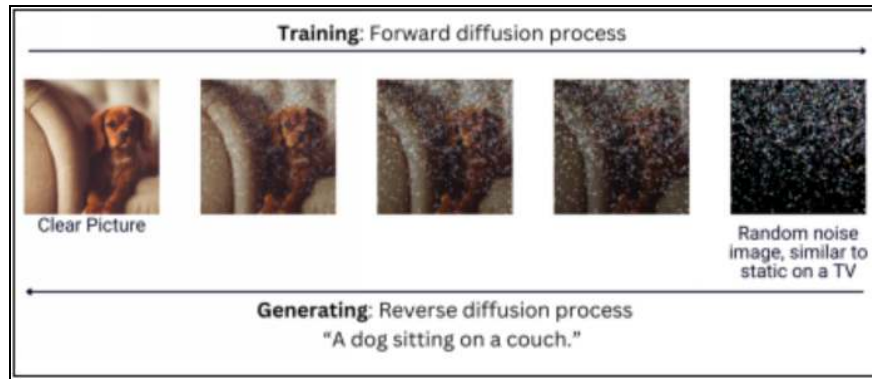 Training: Forward diffusion process
Clear Picture
Random noise
image, similar to
static on a TV
Generating: Reverse diffusion process
“A dog sitting on a couch.”